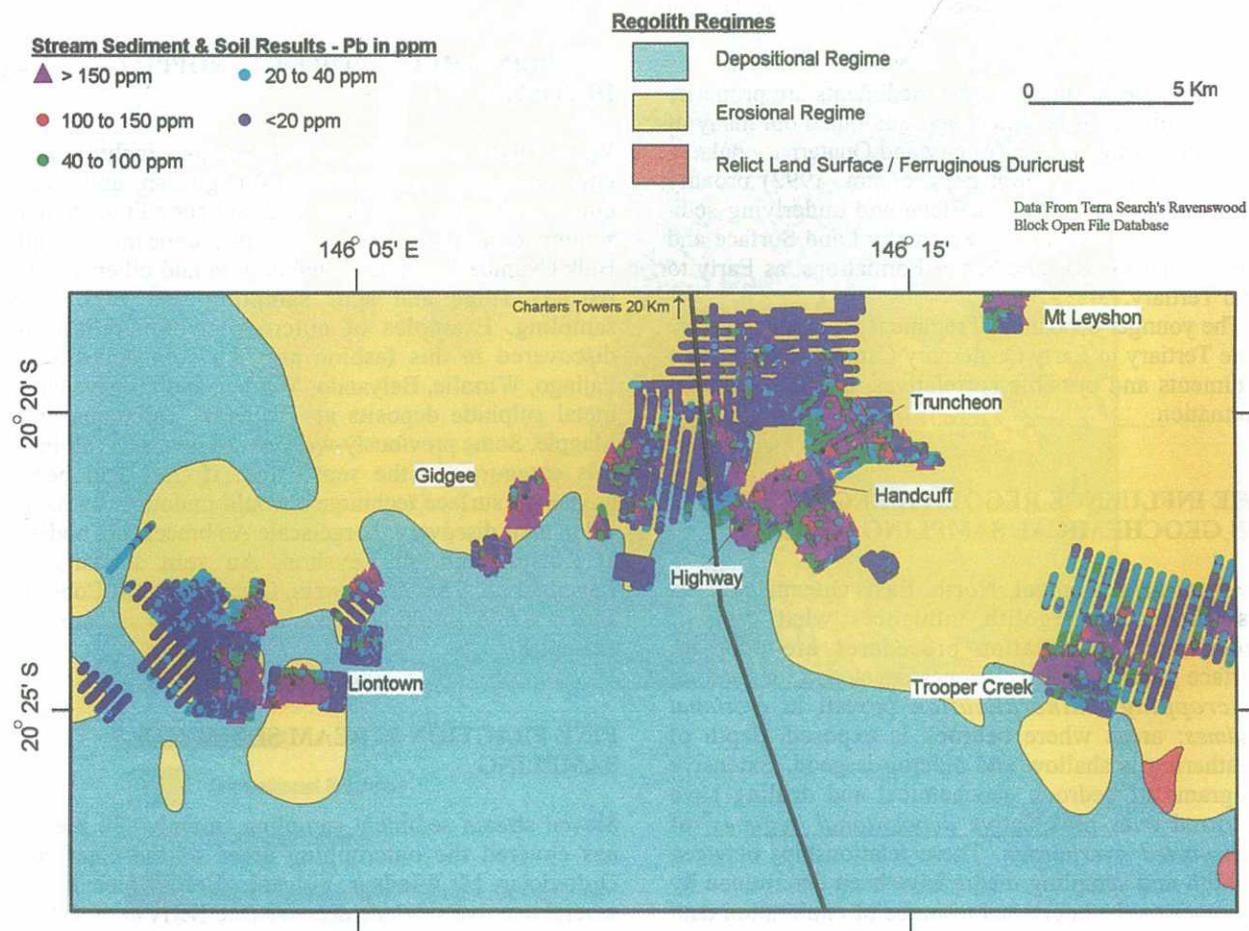 Regolith Regimes
Stream Sediment & Soil Results - Pb in ppm
> 150 ppm
20 to 40 ppm
100 to 150 ppm
<20 ppm
40 to 100 ppm
Depositional Regime
Erosional Regime
Relict Land Surface / Ferruginous Duricrust
0 5 Km
Data From Terra Search's Ravenswood
Block Open File Database
146° 05' E
146° 15'
20° 20' S
20° 25' S
Charters Towers 20 Km ↑
Mt Leyshon
Truncheon
Gidgee
Handcuff
Highway
Liontown
Trooper Creek